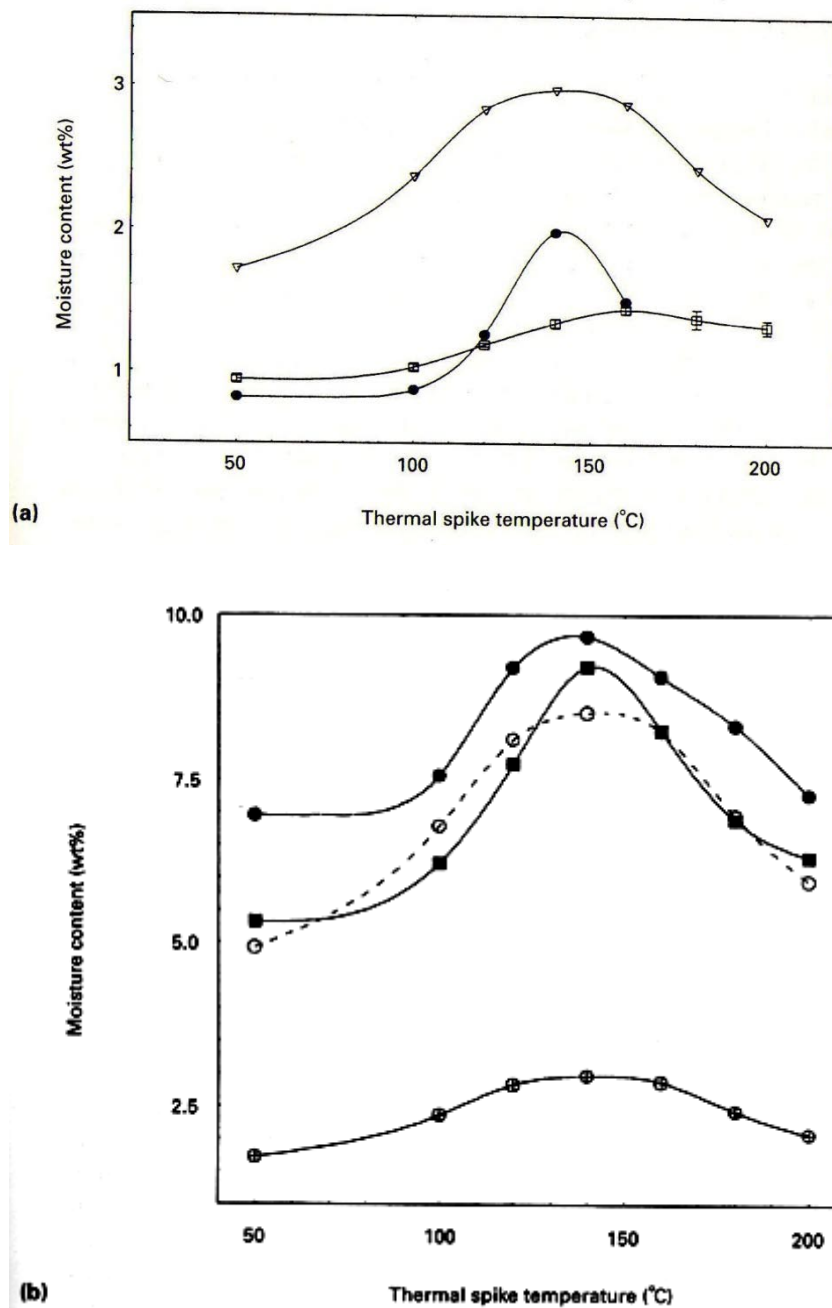 3
2
1
Moisture content (wt%)
50 100 150 200
(a)
Thermal spike temperature (°C)
10.0
7.5
5.0
2.5
Moisture content (wt%)
50 100 150 200
(b)
Thermal spike temperature (°C)